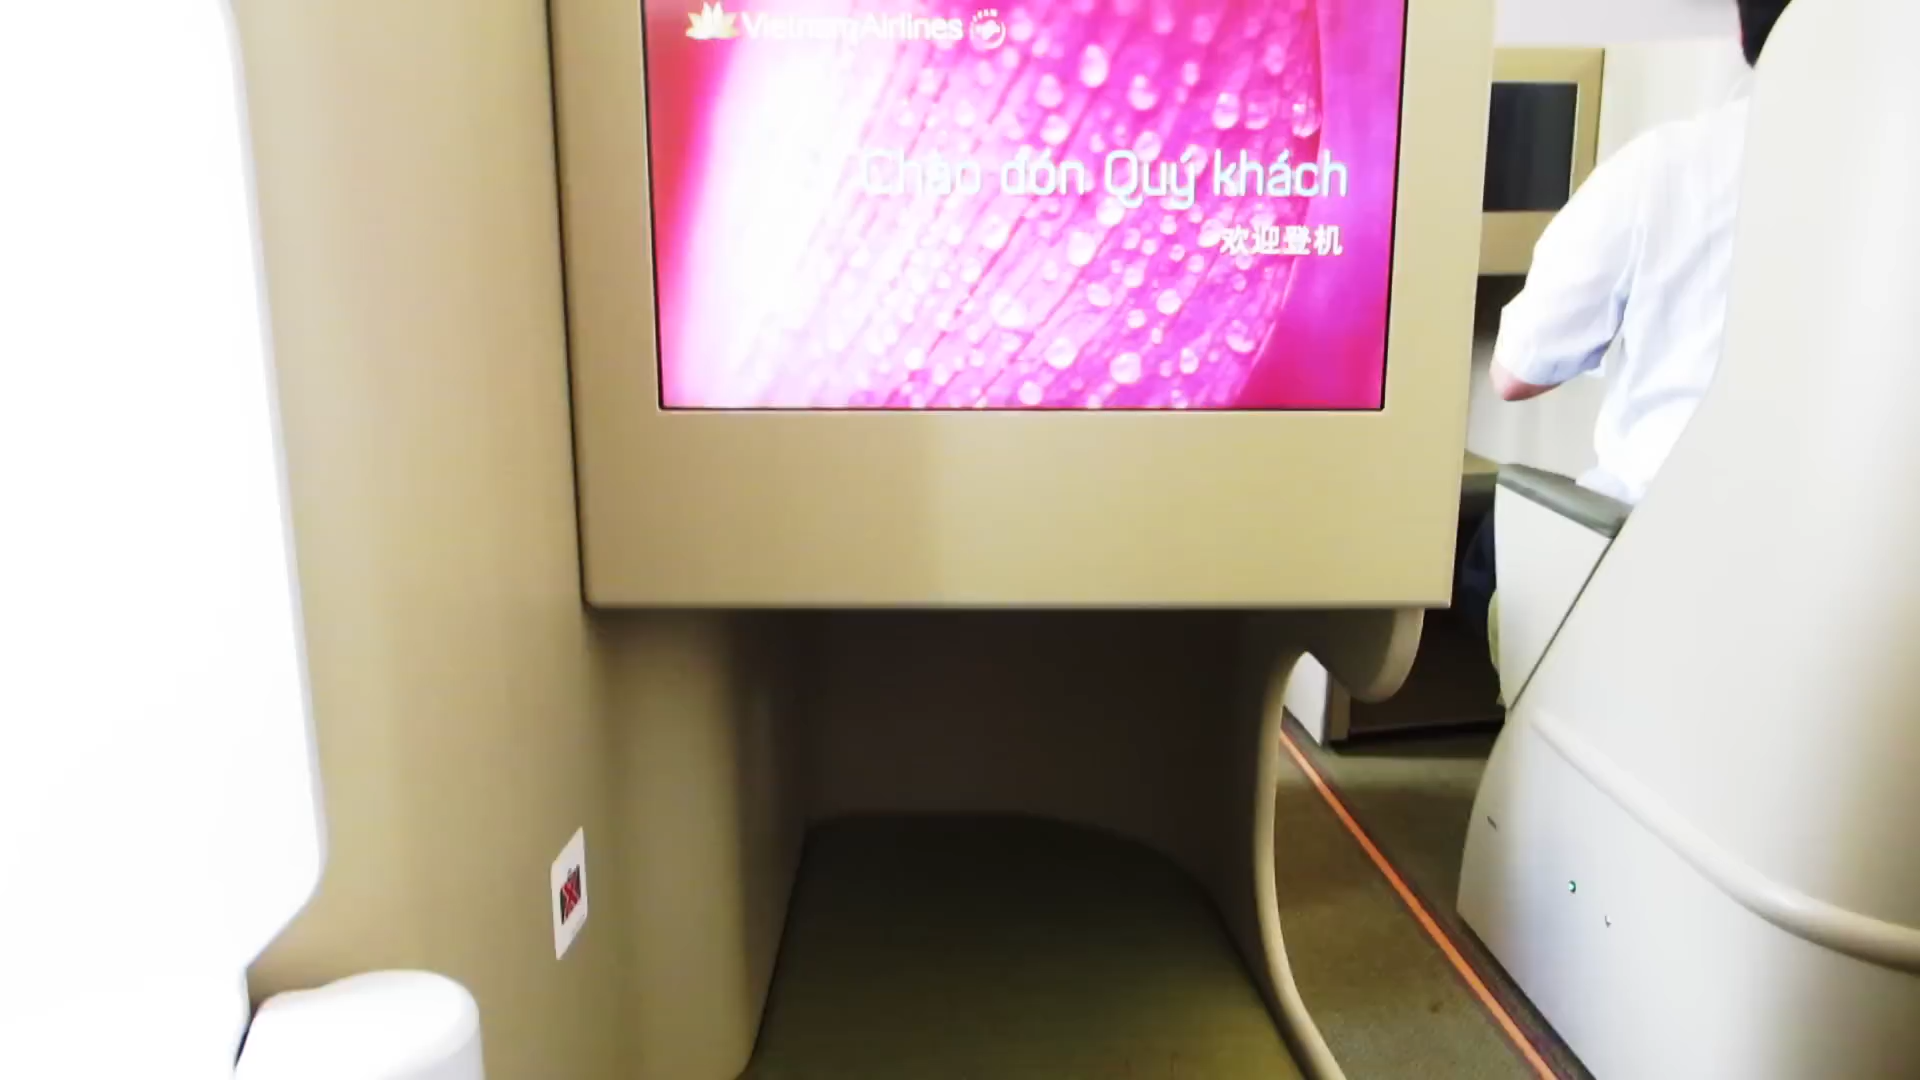 Vietnam Airlines
Chào đón Quý khách
欢迎登机